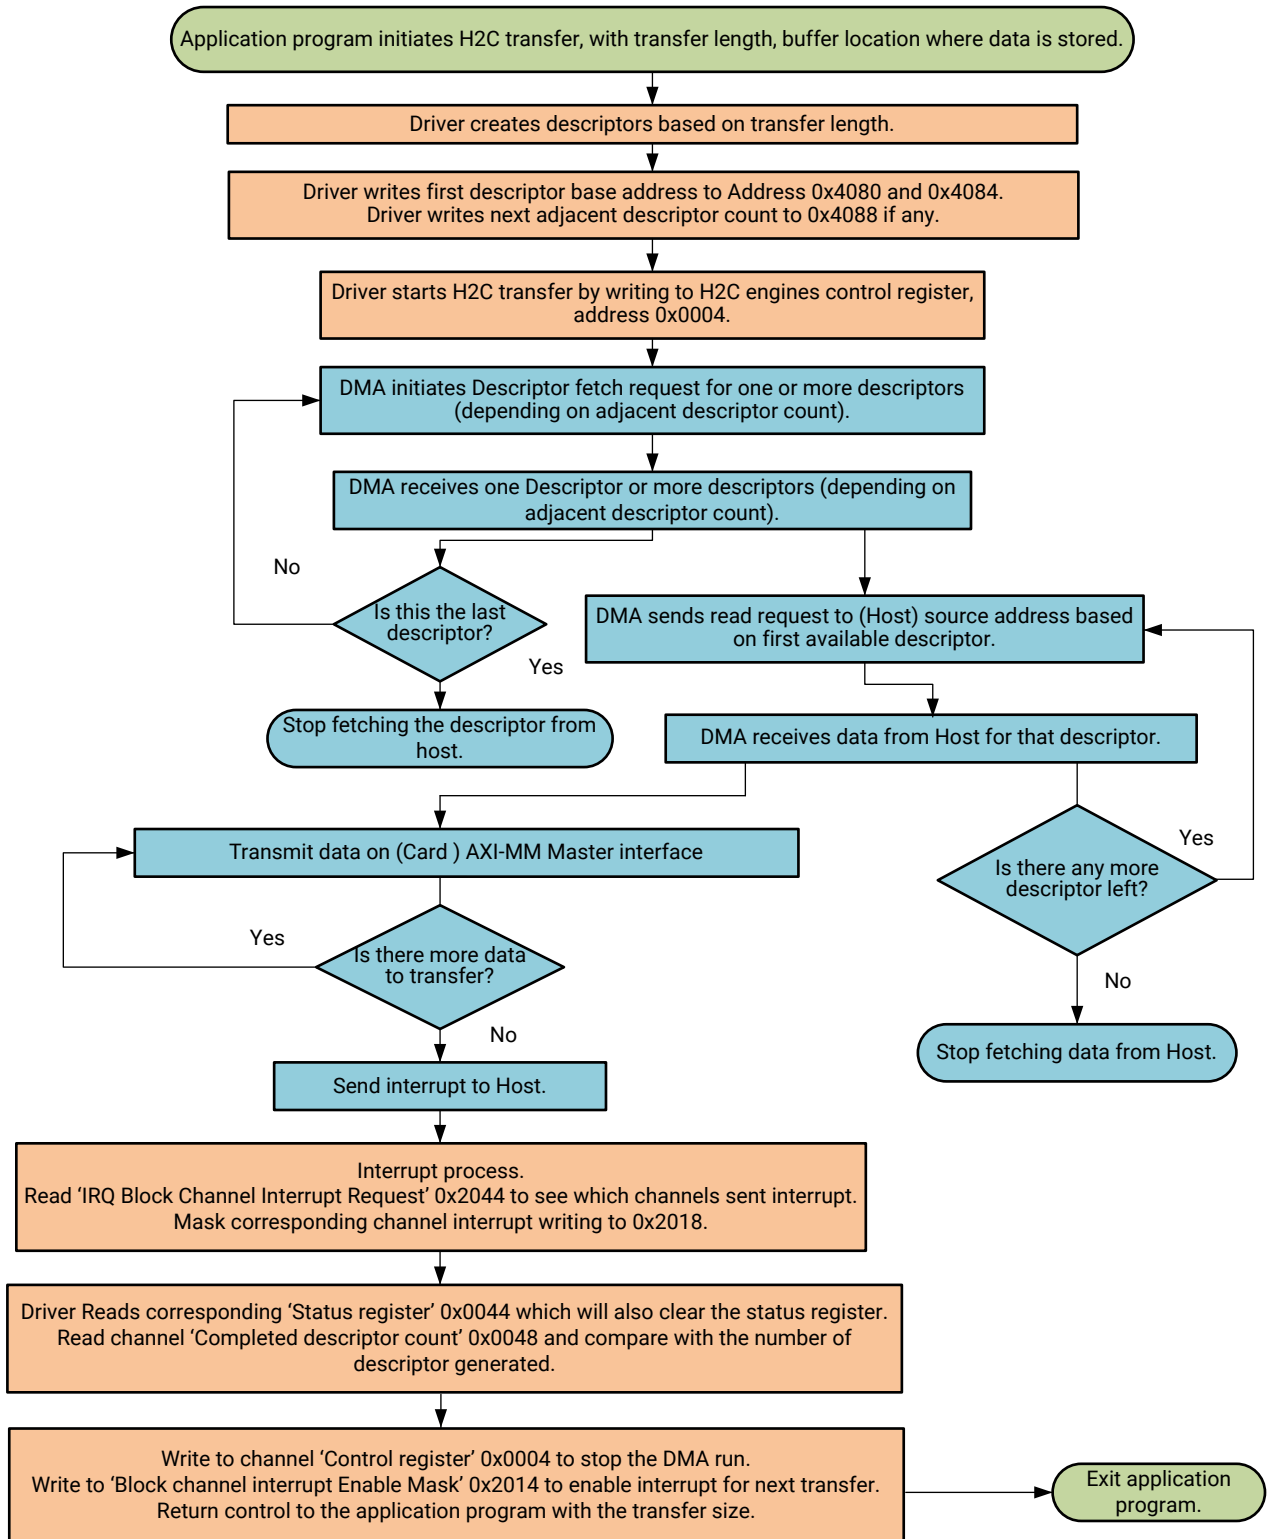 Application program initiates H2C transfer, with transfer length, buffer location where data is stored.
Driver creates descriptors based on transfer length.
Driver writes first descriptor base address to Address 0x4080 and 0x4084.
Driver writes next adjacent descriptor count to 0x4088 if any.
Driver starts H2C transfer by writing to H2C engines control register,
address 0x0004.
DMA initiates Descriptor fetch request for one or more descriptors
(depending on adjacent descriptor count).
DMA receives one Descriptor or more descriptors (depending on
adjacent descriptor count).
No
Is this the last
descriptor?
Yes
Stop fetching the descriptor from
host.
DMA sends read request to (Host) source address based
on first available descriptor.
DMA receives data from Host for that descriptor.
Yes
Is there any more
descriptor left?
No
Stop fetching data from Host.
Transmit data on (Card ) AXI-MM Master interface
Yes
Is there more data
to transfer?
No
Send interrupt to Host.
Interrupt process.
Read ‘IRQ Block Channel Interrupt Request’ 0x2044 to see which channels sent interrupt.
Mask corresponding channel interrupt writing to 0x2018.
Driver Reads corresponding ‘Status register’ 0x0044 which will also clear the status register.
Read channel ‘Completed descriptor count’ 0x0048 and compare with the number of
descriptor generated.
Write to channel ‘Control register’ 0x0004 to stop the DMA run.
Write to ‘Block channel interrupt Enable Mask’ 0x2014 to enable interrupt for next transfer.
Return control to the application program with the transfer size.
Exit application
program.